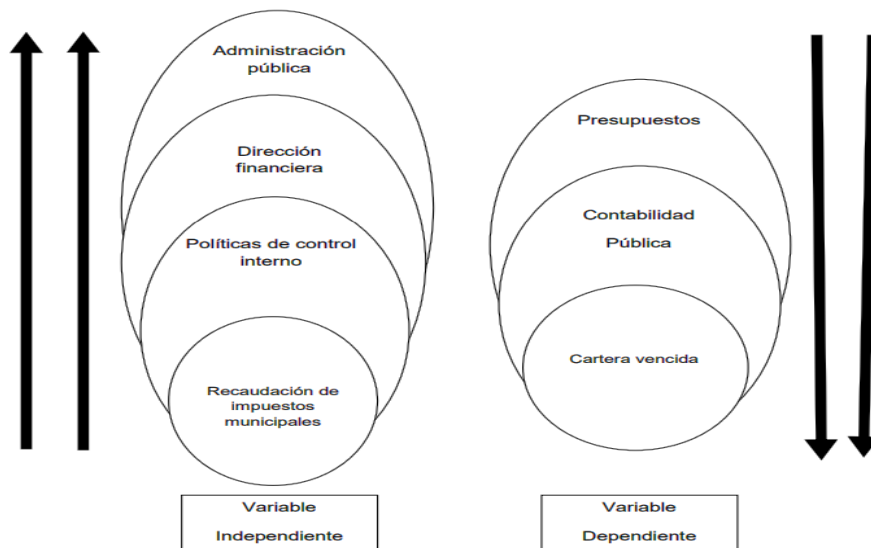 Administración
pública
Dirección
financiera
Políticas de control
interno
Recaudación de
impuestos
municipales
Variable
Independiente
Presupuestos
Contabilidad
Pública
Cartera vencida
Variable
Dependiente